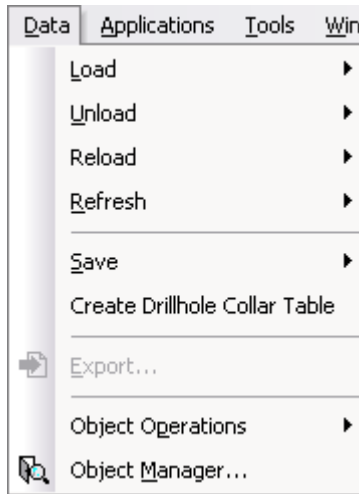 Data Applications Tools Win
Load
Unload
Reload
Refresh
Save
Create Drillhole Collar Table
Export...
Object Operations
Object Manager...